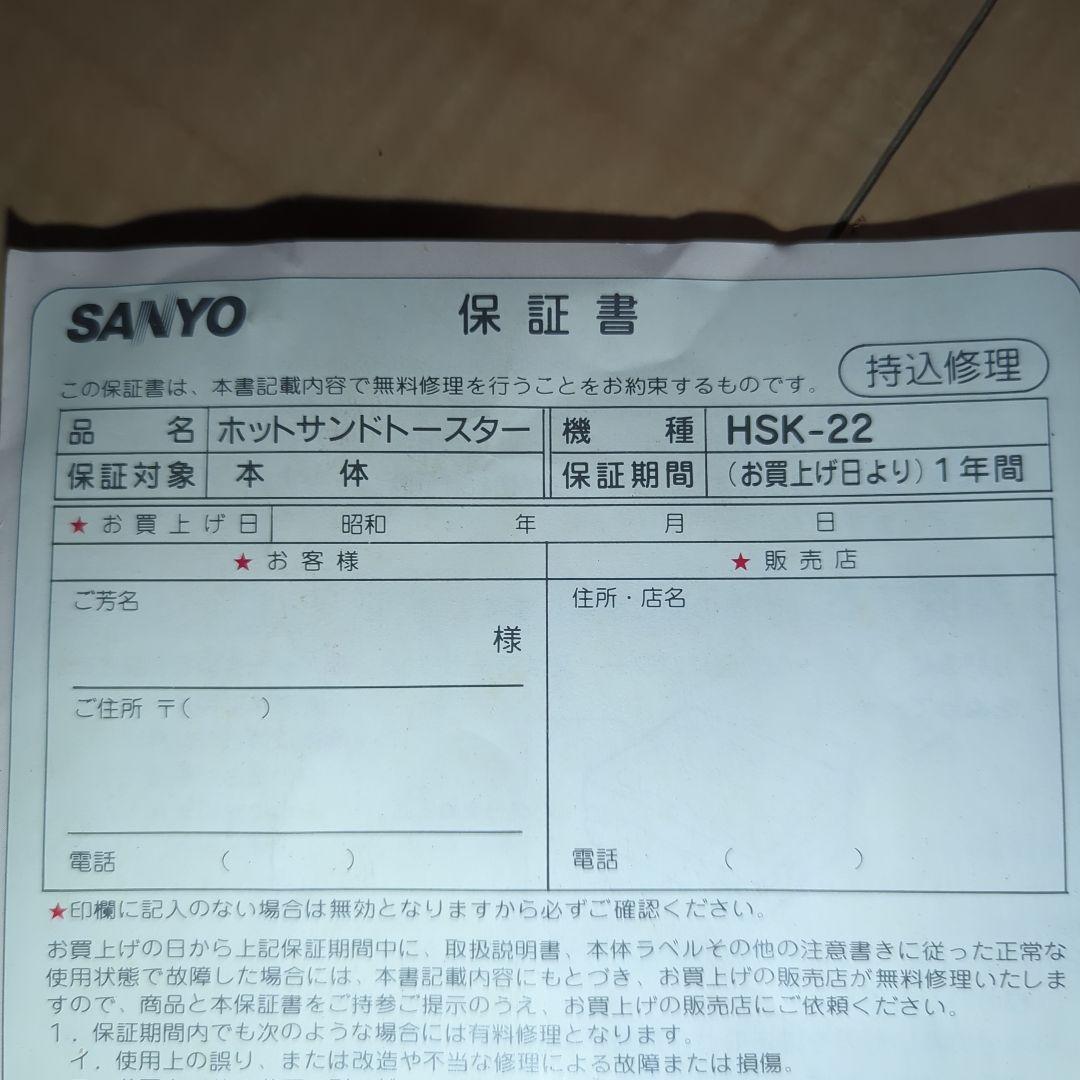 SANYO 保証書
持込修理
この保証書は、本書記載内容で無料修理を行うことをお約束するものです。
品名 ホットサンドトースター 機種 HSK-22
保証対象 本体 保証期間 (お買上げ日より)1年間
★お買上げ日 昭和 年 月 日
★お客様 ★販売店
ご芳名 住所・店名
様
ご住所 〒( )
電話 ( ) 電話 ( )
★印欄に記入のない場合は無効となりますから必ずご確認ください。
お買上げの日から上記保証期間中に、取扱説明書、本体ラベルその他の注意書きに従った正常な
使用状態で故障した場合には、本書記載内容にもとづき、お買上げの販売店が無料修理いたしま
すので、商品と本保証書をご持参ご提示のうえ、お買上げの販売店にご依頼ください。
1. 保証期間内でも次のような場合には有料修理となります。
イ. 使用上の誤り、または改造や不当な修理による故障または損傷。